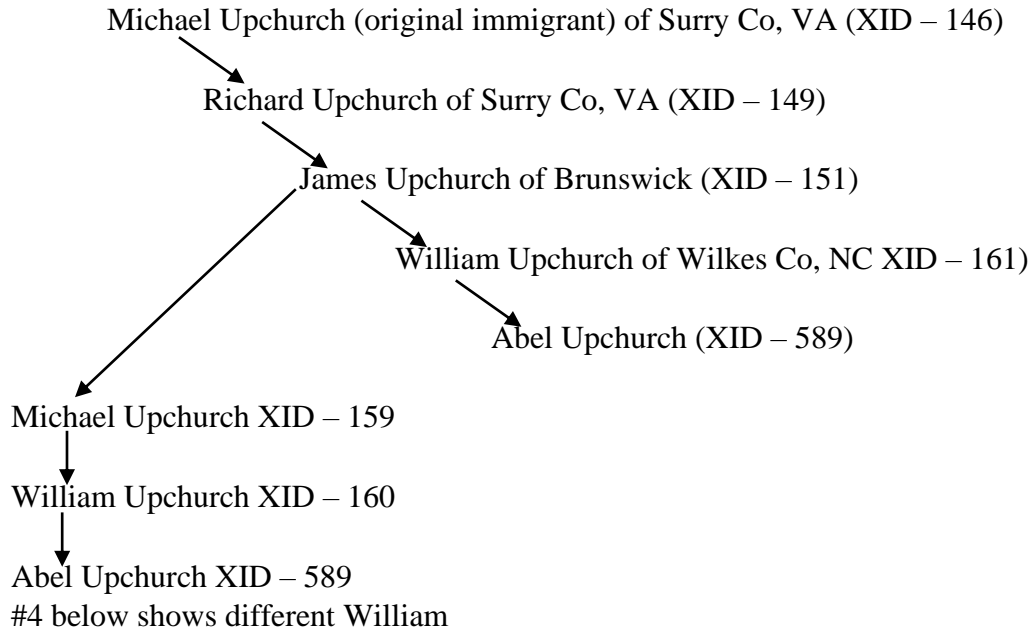 Michael Upchurch (original immigrant) of Surry Co, VA (XID – 146)
Richard Upchurch of Surry Co, VA (XID – 149)
James Upchurch of Brunswick (XID – 151)
William Upchurch of Wilkes Co, NC XID – 161)
Abel Upchurch (XID – 589)
Michael Upchurch XID – 159
William Upchurch XID – 160
Abel Upchurch XID – 589
#4 below shows different William